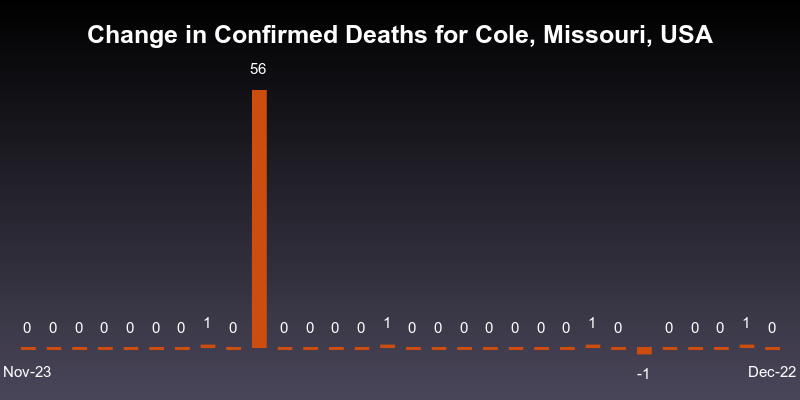 Change in Confirmed Deaths for Cole, Missouri, USA
56
0 0 0 0 0 0 0 1 0 0 0 0 0 1 0 0 0 0 0 0 0 1 0 0 0 0 1 0
Nov-23 -1 Dec-22